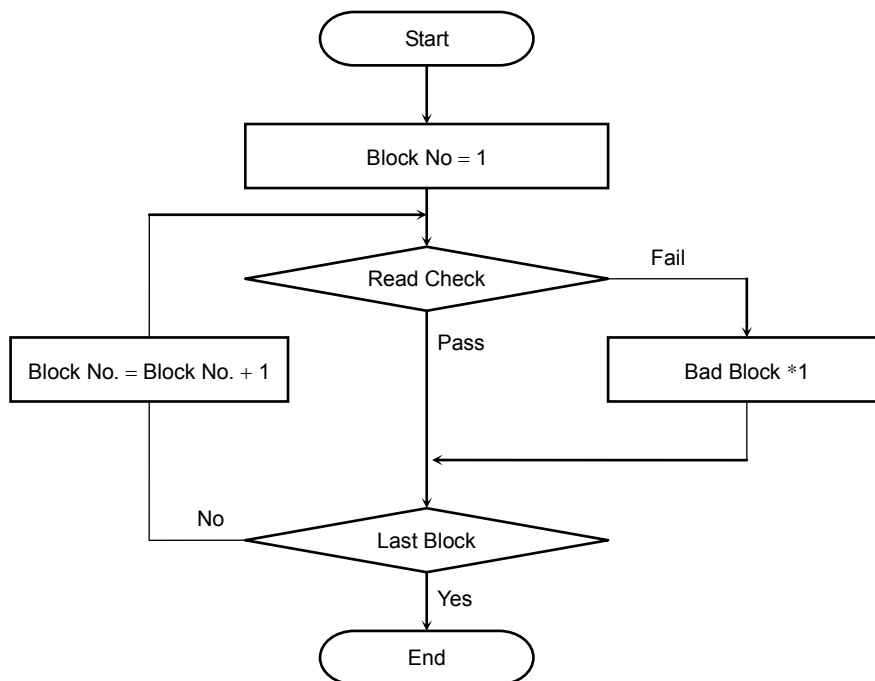 Start
Block No = 1
Read Check
Fail
Pass
Block No. = Block No. + 1
Bad Block *1
No
Last Block
Yes
End